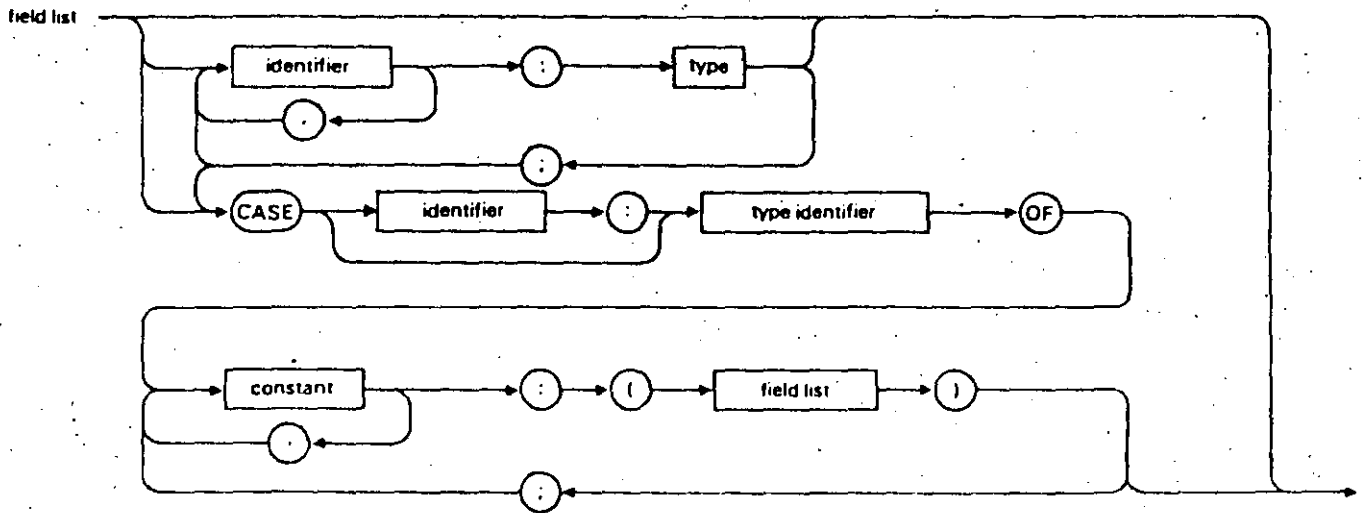 field list
identifier : type
,
;
CASE identifier : type identifier OF
constant : ( field list )
,
;